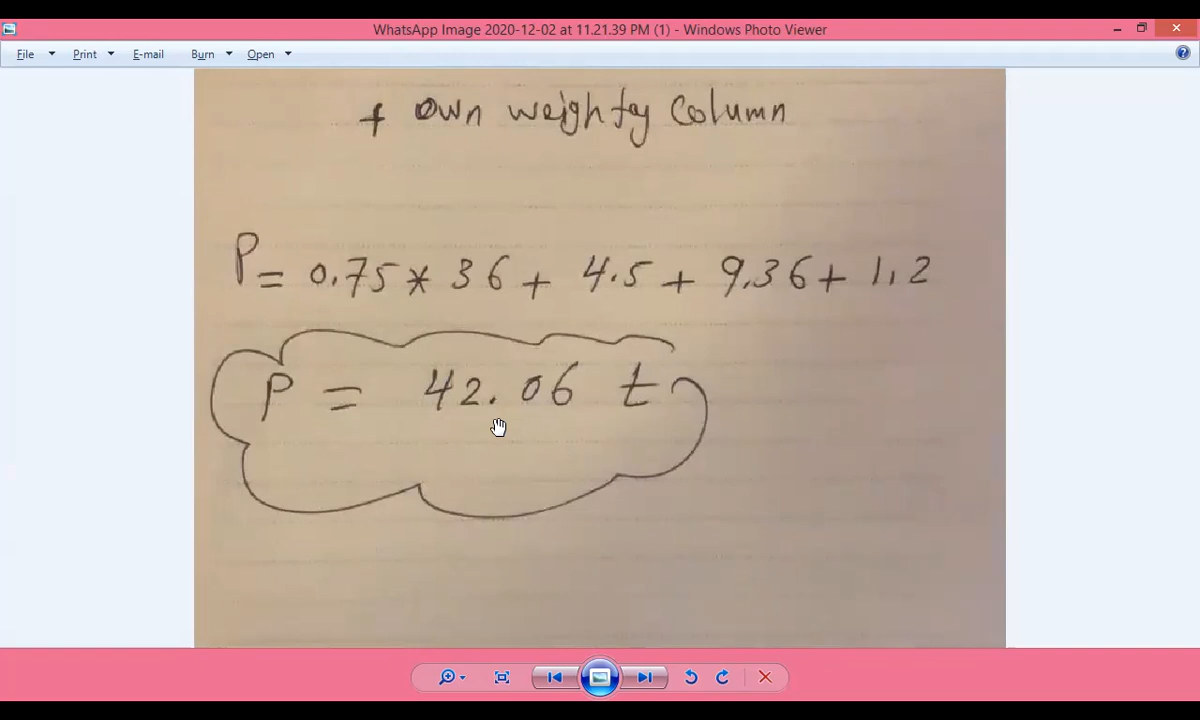 WhatsApp Image 2020-12-02 at 11.21.39 PM (1) - Windows Photo Viewer
File Print E-mail Burn Open
+ own weight of Column
P = 0.75 * 36 + 4.5 + 9.36 + 1.2
P = 42.06 t